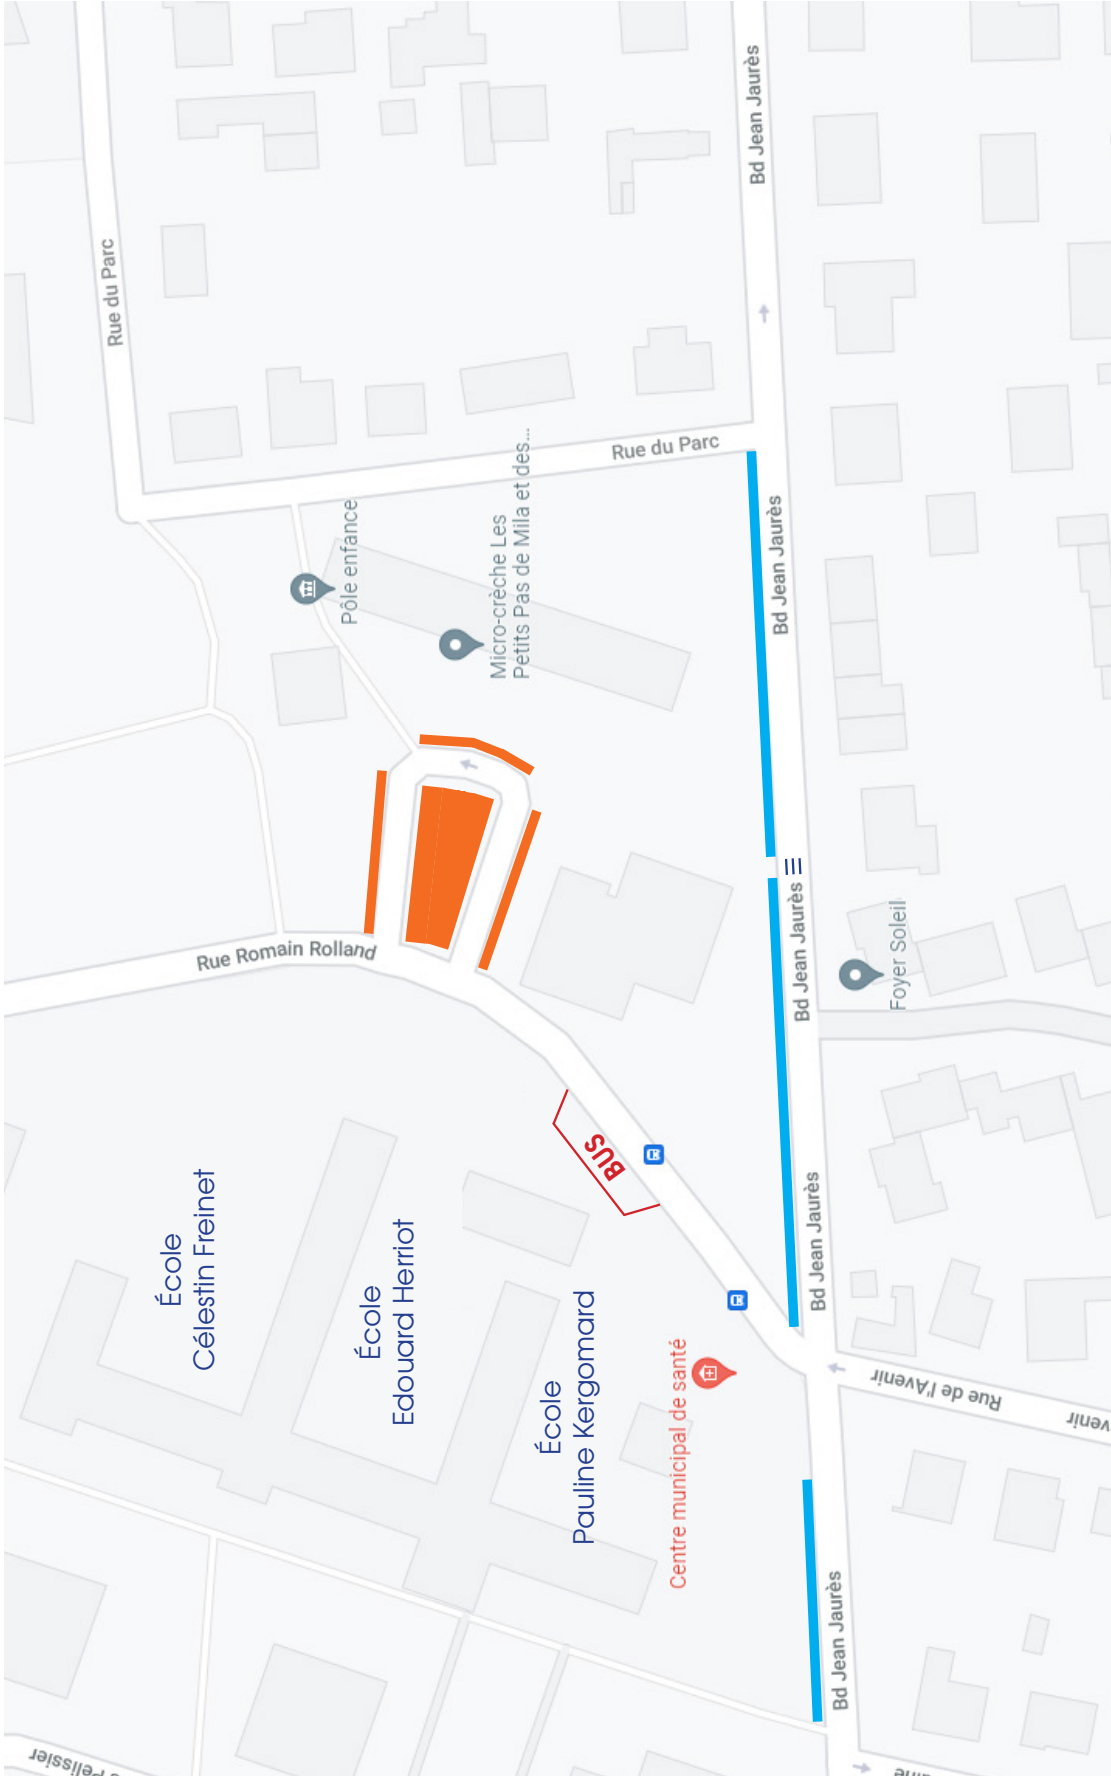 Rue du Parc
École
Célestin Freinet
Rue Romain Rolland
Pôle enfance
École
Edouard Herriot
Micro-crèche Les
Petits Pas de Mila et des...
École
Pauline Kergomard
BUS
Rue du Parc
Centre municipal de santé
Bd Jean Jaurès
Bd Jean Jaurès
Bd Jean Jaurès
Bd Jean Jaurès
Bd Jean Jaurès
Foyer Soleil
Rue de l'Avenir
venir
Pelissier